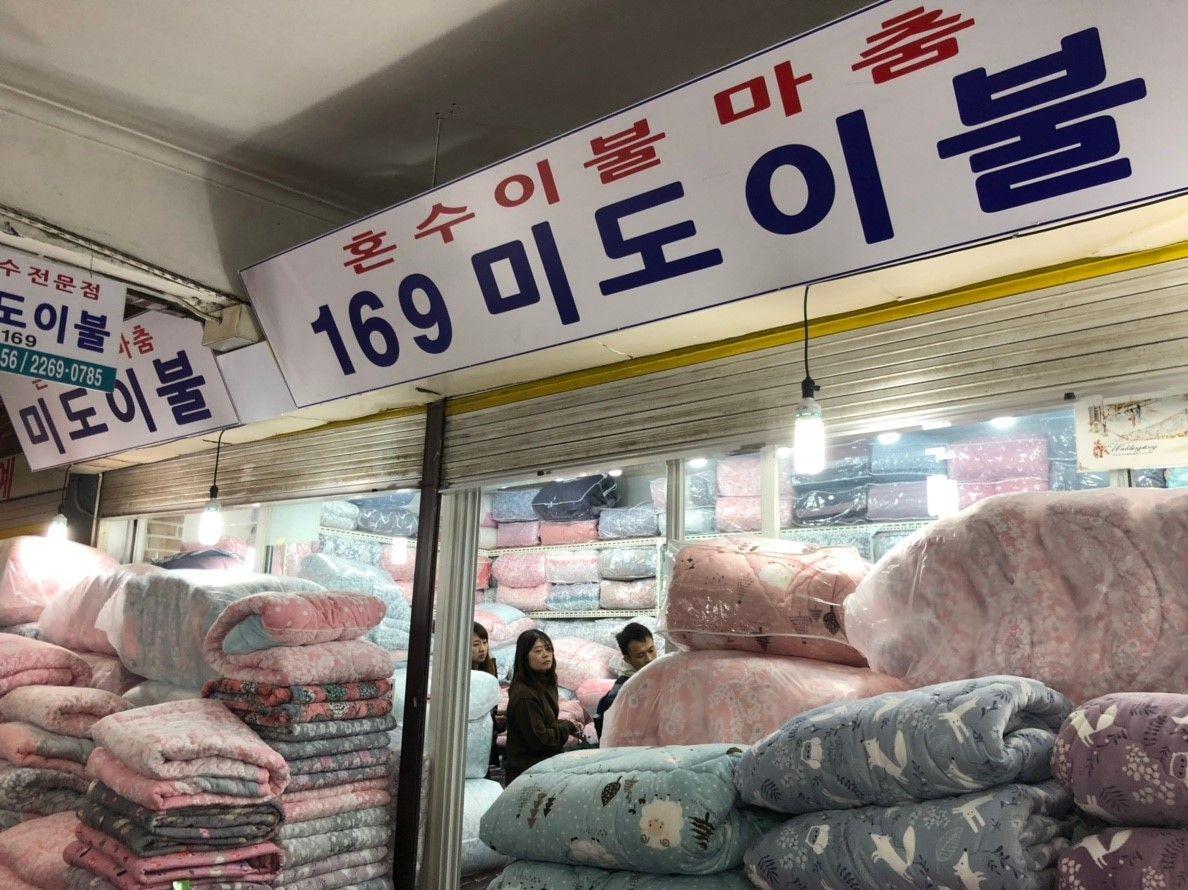 혼수이불 마춤
169 미도이불
수전문점
도이불
169
56 / 2269-0785
마춤
미도이불